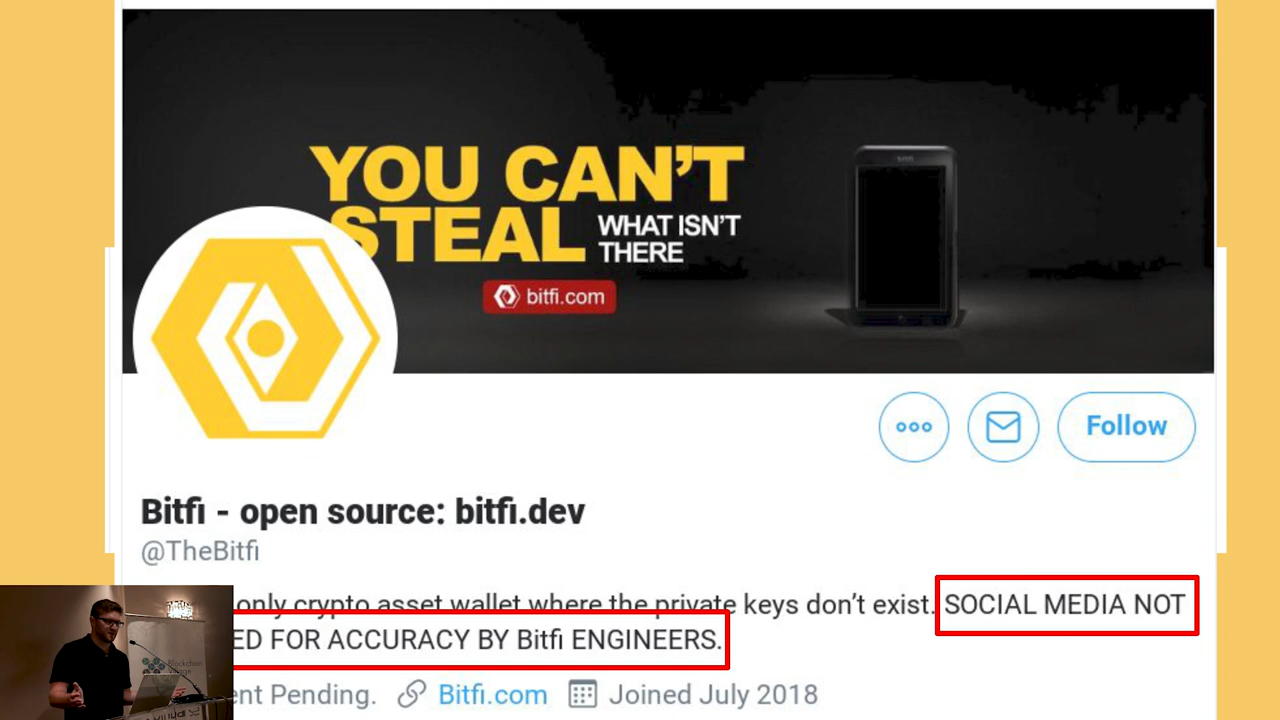 YOU CAN'T
STEAL WHAT ISN'T
THERE
bitfi.com
Follow
Bitfi - open source: bitfi.dev
@TheBitfi
only crypto asset wallet where the private keys don't exist. SOCIAL MEDIA NOT
ED FOR ACCURACY BY Bitfi ENGINEERS.
ent Pending. Bitfi.com Joined July 2018
Blockchain
Village